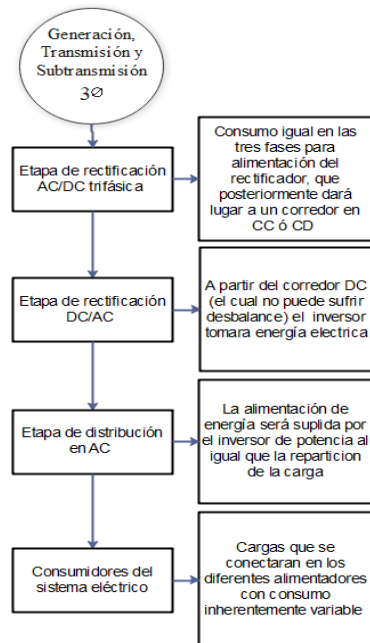 Generación,
Transmisión y
Subtransmisión
3∅
Etapa de rectificación
AC/DC trifásica
Consumo igual en las
tres fases para
alimentación del
rectificador, que
posteriormente dará
lugar a un corredor en
CC ó CD
Etapa de rectificación
DC/AC
A partir del corredor DC
(el cual no puede sufrir
desbalance) el inversor
tomara energía electrica
Etapa de distribución
en AC
La alimentación de
energía será suplida por
el inversor de potencia al
igual que la reparticion
de la carga
Consumidores del
sistema eléctrico
Cargas que se
conectaran en los
diferentes alimentadores
con consumo
inherentemente variable